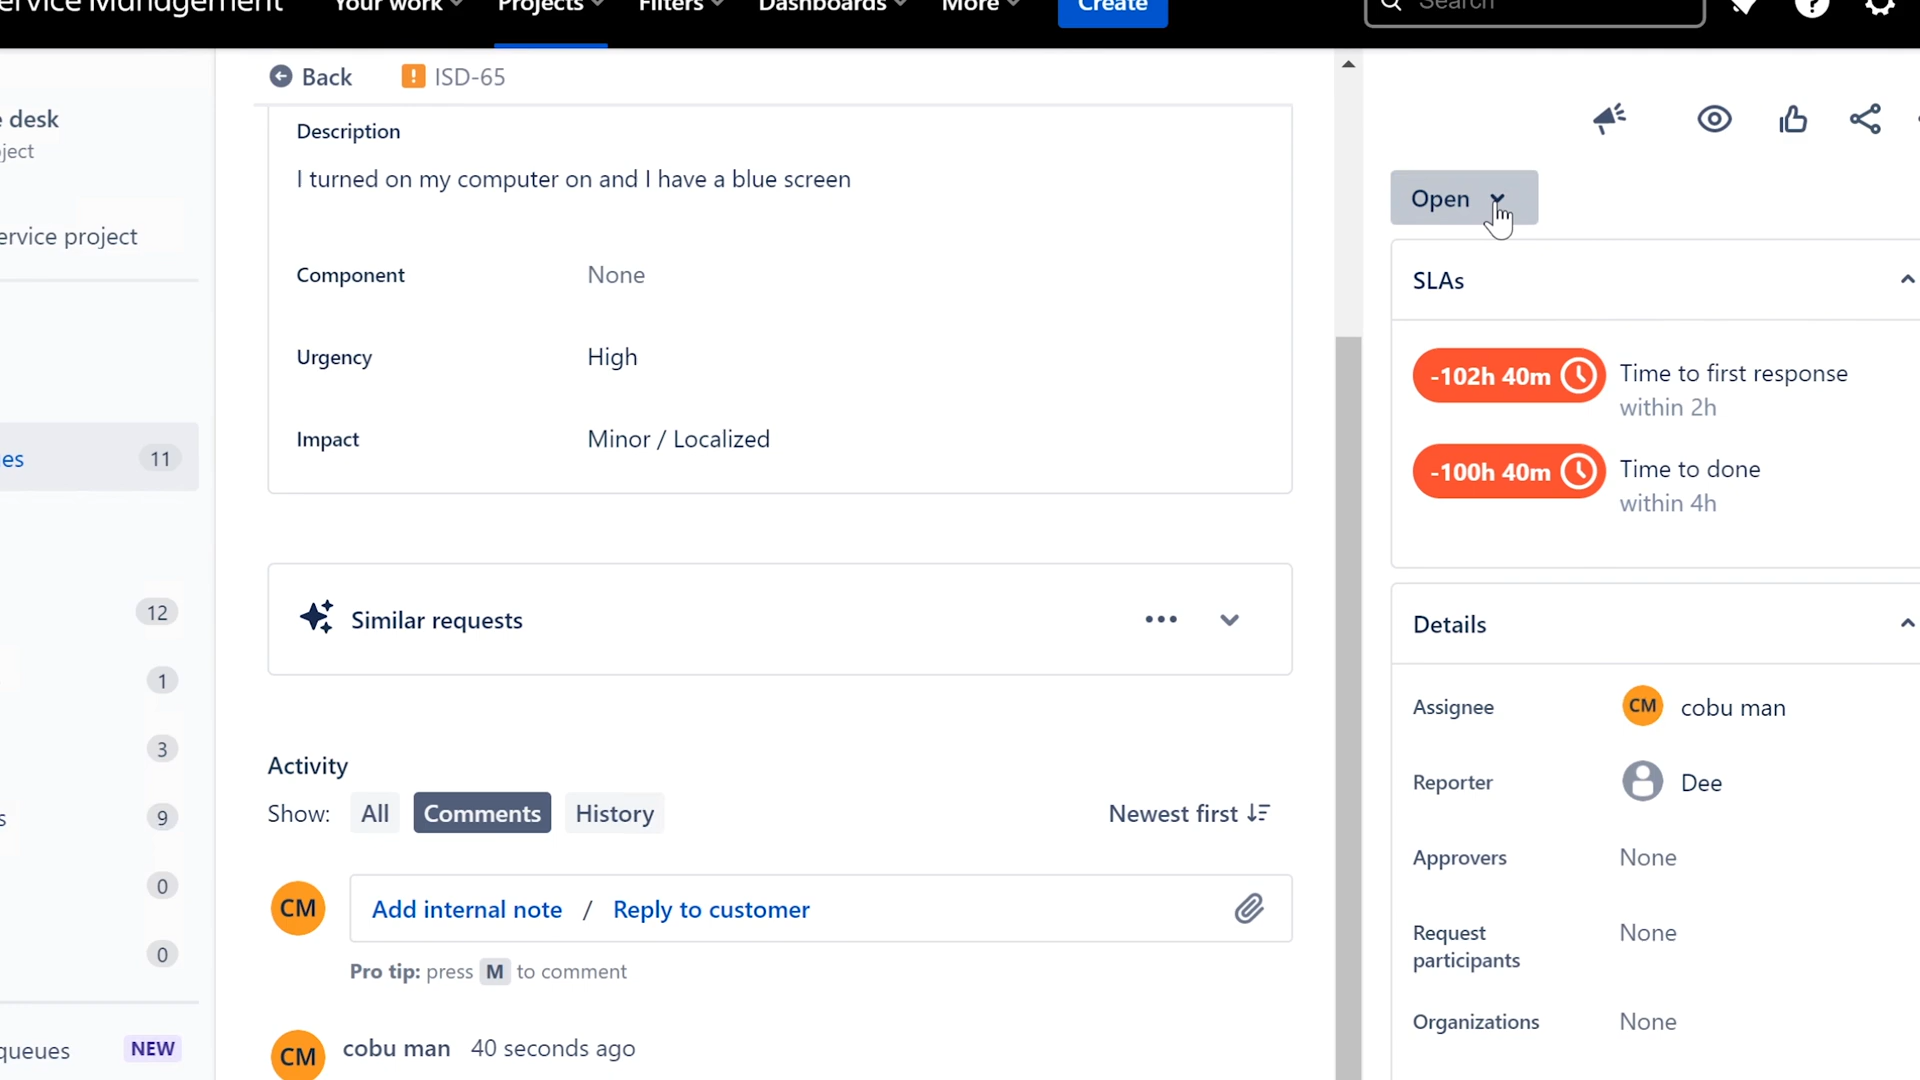 ervice Management Your work Projects Filters Dashboards More Create Search
Back ISD-65
e desk
ject
ervice project
es 11
12
1
3
s 9
0
0
queues NEW
Description
I turned on my computer on and I have a blue screen
Component None
Urgency High
Impact Minor / Localized
Similar requests
Activity
Show: All Comments History Newest first
CM Add internal note / Reply to customer
Pro tip: press M to comment
CM cobu man 40 seconds ago
Open
SLAs
-102h 40m Time to first response
within 2h
-100h 40m Time to done
within 4h
Details
Assignee CM cobu man
Reporter Dee
Approvers None
Request None
participants
Organizations None